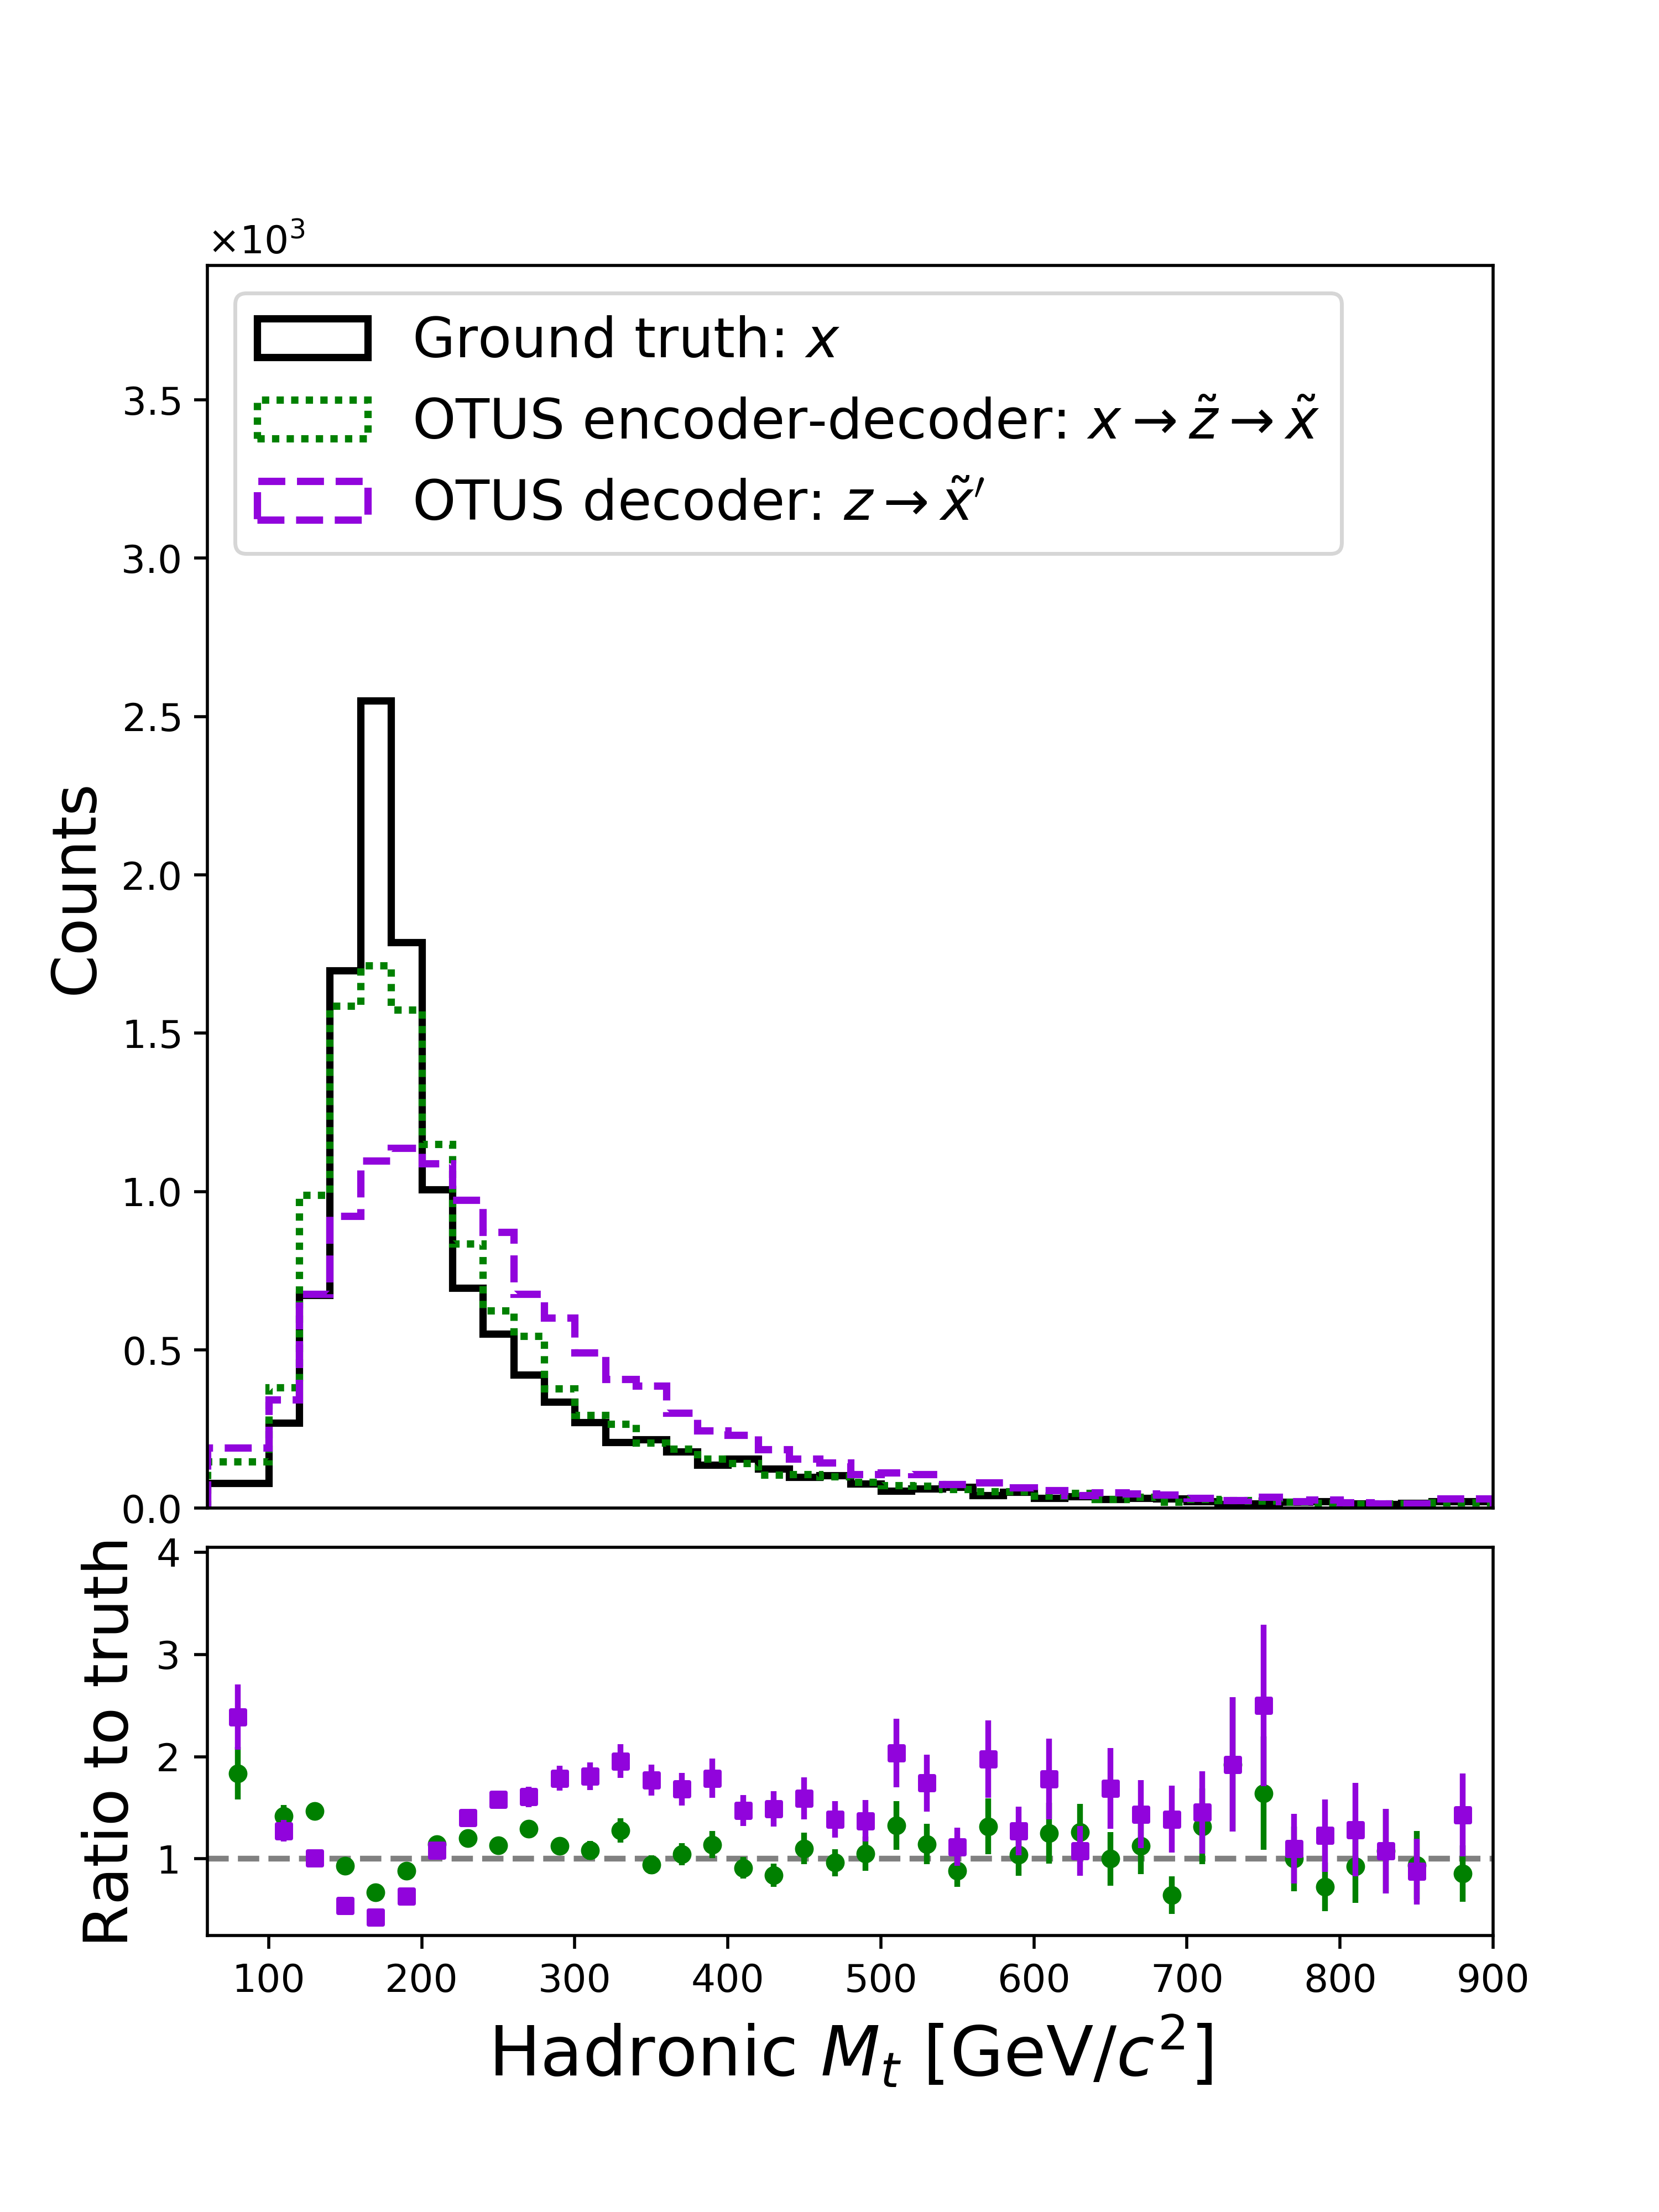 ×10³
Ground truth: x
OTUS encoder-decoder: x → z̃ → x̃
OTUS decoder: z → x̃′
Counts
3.5
3.0
2.5
2.0
1.5
1.0
0.5
0.0
Ratio to truth
4
3
2
1
100 200 300 400 500 600 700 800 900
Hadronic Mₜ [GeV/c²]